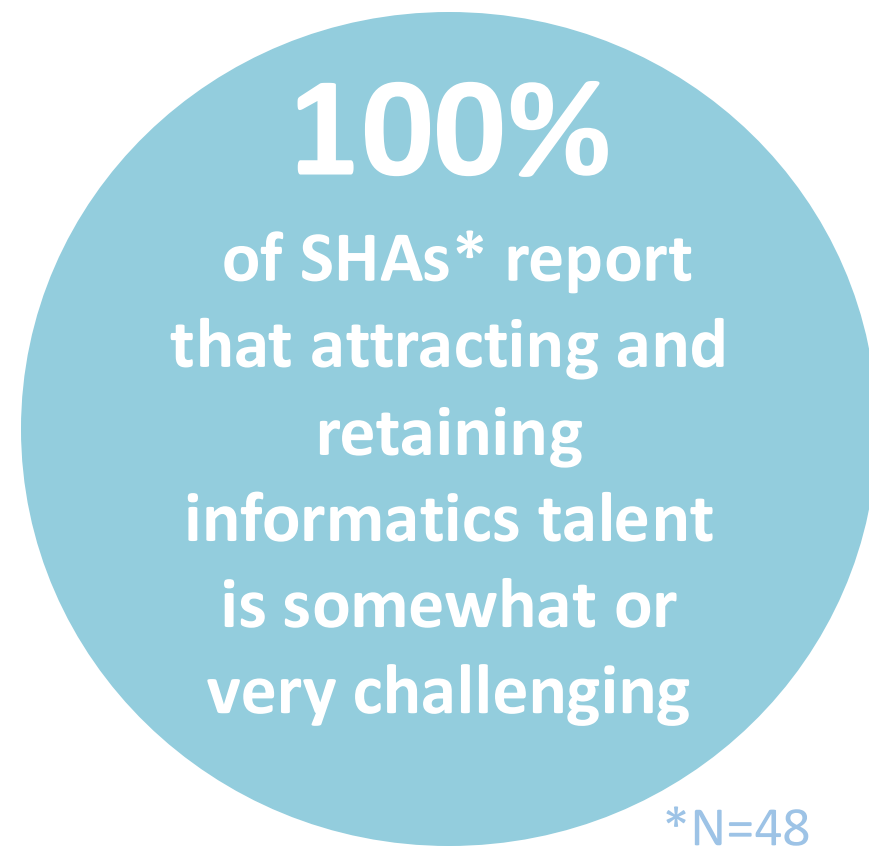 100%
of SHAs* report
that attracting and
retaining
informatics talent
is somewhat or
very challenging
*N=48